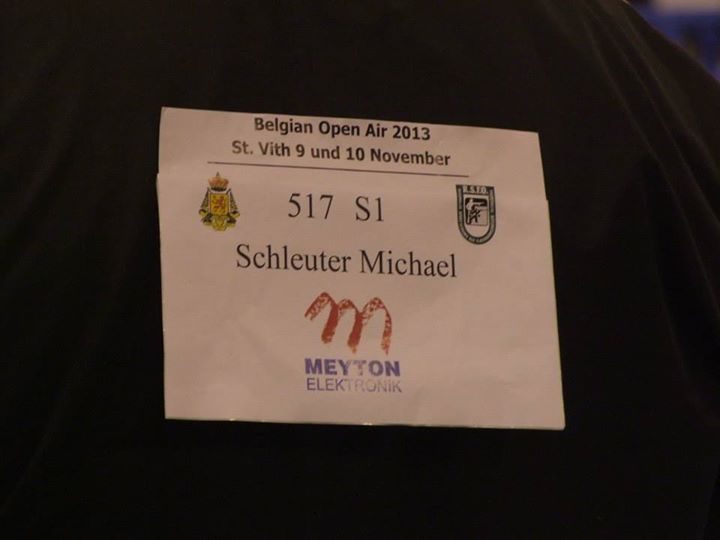 Belgian Open Air 2013
St. Vith 9 und 10 November
517 S1
R.S.F.O.
Schleuter Michael
MEYTON
ELEKTRONIK